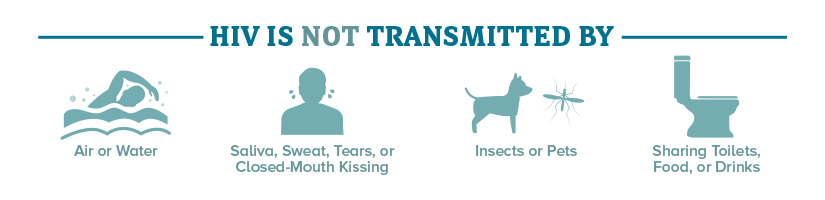 HIV IS NOT TRANSMITTED BY
Air or Water
Saliva, Sweat, Tears, or
Closed-Mouth Kissing
Insects or Pets
Sharing Toilets,
Food, or Drinks